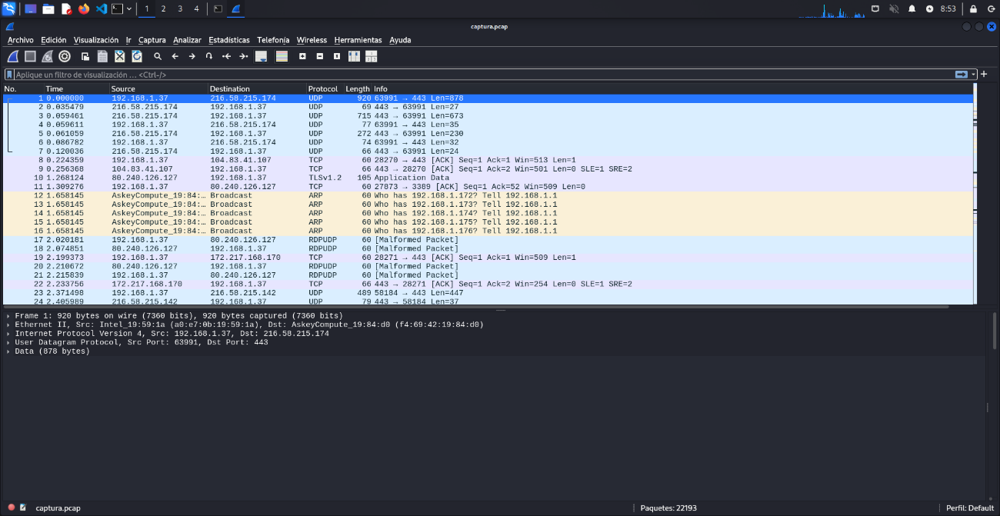 1 2 3 4 8:53
captura.pcap
Archivo Edición Visualización Ir Captura Analizar Estadísticas Telefonía Wireless Herramientas Ayuda
Aplique un filtro de visualización ... <Ctrl-/>
No. Time Source Destination Protocol Length Info
1 0.000000 192.168.1.37 216.58.215.174 UDP 920 63991 → 443 Len=878
2 0.035479 216.58.215.174 192.168.1.37 UDP 69 443 → 63991 Len=27
3 0.059461 216.58.215.174 192.168.1.37 UDP 715 443 → 63991 Len=673
4 0.059611 192.168.1.37 216.58.215.174 UDP 77 63991 → 443 Len=35
5 0.061059 216.58.215.174 192.168.1.37 UDP 272 443 → 63991 Len=230
6 0.086782 192.168.1.37 216.58.215.174 UDP 74 63991 → 443 Len=32
7 0.120036 216.58.215.174 192.168.1.37 UDP 66 443 → 63991 Len=24
8 0.224359 192.168.1.37 104.83.41.107 TCP 60 28270 → 443 [ACK] Seq=1 Ack=1 Win=513 Len=1
9 0.256368 104.83.41.107 192.168.1.37 TCP 66 443 → 28270 [ACK] Seq=1 Ack=2 Win=501 Len=0 SLE=1 SRE=2
10 1.268124 80.240.126.127 192.168.1.37 TLSv1.2 105 Application Data
11 1.309276 192.168.1.37 80.240.126.127 TCP 60 27873 → 3389 [ACK] Seq=1 Ack=52 Win=509 Len=0
12 1.658145 AskeyCompute_19:84:… Broadcast ARP 60 Who has 192.168.1.172? Tell 192.168.1.1
13 1.658145 AskeyCompute_19:84:… Broadcast ARP 60 Who has 192.168.1.173? Tell 192.168.1.1
14 1.658145 AskeyCompute_19:84:… Broadcast ARP 60 Who has 192.168.1.174? Tell 192.168.1.1
15 1.658145 AskeyCompute_19:84:… Broadcast ARP 60 Who has 192.168.1.175? Tell 192.168.1.1
16 1.658145 AskeyCompute_19:84:… Broadcast ARP 60 Who has 192.168.1.176? Tell 192.168.1.1
17 2.020181 192.168.1.37 80.240.126.127 RDPUDP 60 [Malformed Packet]
18 2.074851 80.240.126.127 192.168.1.37 RDPUDP 60 [Malformed Packet]
19 2.199373 192.168.1.37 172.217.168.170 TCP 60 28271 → 443 [ACK] Seq=1 Ack=1 Win=509 Len=1
20 2.210672 80.240.126.127 192.168.1.37 RDPUDP 60 [Malformed Packet]
21 2.215839 192.168.1.37 80.240.126.127 RDPUDP 60 [Malformed Packet]
22 2.233756 172.217.168.170 192.168.1.37 TCP 66 443 → 28271 [ACK] Seq=1 Ack=2 Win=254 Len=0 SLE=1 SRE=2
23 2.371498 192.168.1.37 216.58.215.142 UDP 489 58184 → 443 Len=447
24 2.405989 216.58.215.142 192.168.1.37 UDP 79 443 → 58184 Len=37
Frame 1: 920 bytes on wire (7360 bits), 920 bytes captured (7360 bits)
Ethernet II, Src: Intel_19:59:1a (a0:e7:0b:19:59:1a), Dst: AskeyCompute_19:84:d0 (f4:69:42:19:84:d0)
Internet Protocol Version 4, Src: 192.168.1.37, Dst: 216.58.215.174
User Datagram Protocol, Src Port: 63991, Dst Port: 443
Data (878 bytes)
captura.pcap Paquetes: 22193 Perfil: Default